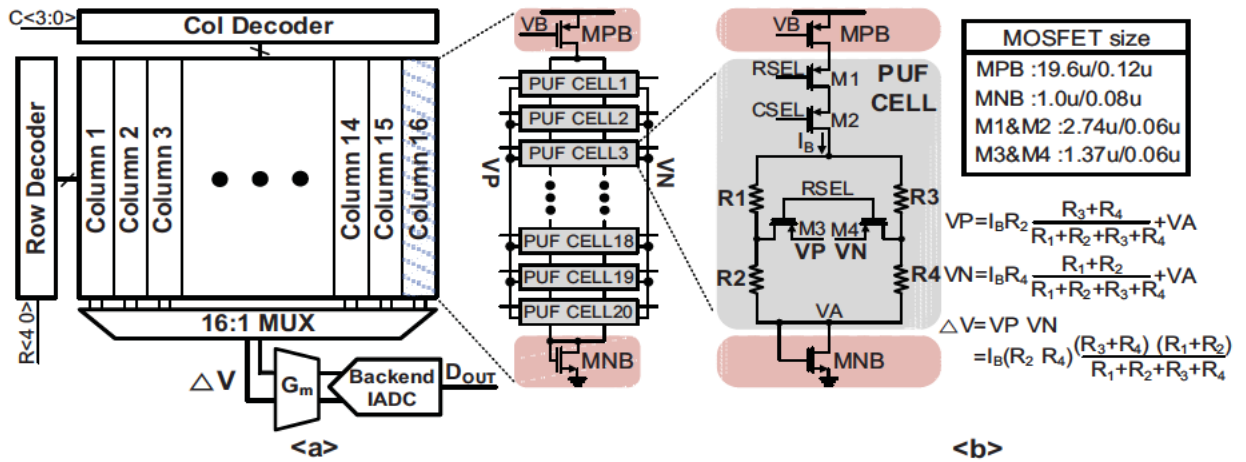 C<3:0>
Col Decoder
Row Decoder
R<4 0>
Column 1
Column 2
Column 3
Column 14
Column 15
Column 16
16:1 MUX
△V
Gm
Backend
IADC
DOUT
<a>
VB
MPB
PUF CELL1
PUF CELL2
PUF CELL3
VP
VN
PUF CELL18
PUF CELL19
PUF CELL20
MNB
VB
MPB
RSEL
M1
PUF
CELL
CSEL
M2
IB
R1
RSEL
R3
M3
M4
VP
VN
R2
R4
VA
MNB
<b>
MOSFET size
MPB :19.6u/0.12u
MNB :1.0u/0.08u
M1&M2 :2.74u/0.06u
M3&M4 :1.37u/0.06u
VP=IBR2 (R3+R4)/(R1+R2+R3+R4)+VA
VN=IBR4 (R1+R2)/(R1+R2+R3+R4)+VA
△V= VP VN
=IB(R2 R4) (R3+R4) (R1+R2)/(R1+R2+R3+R4)